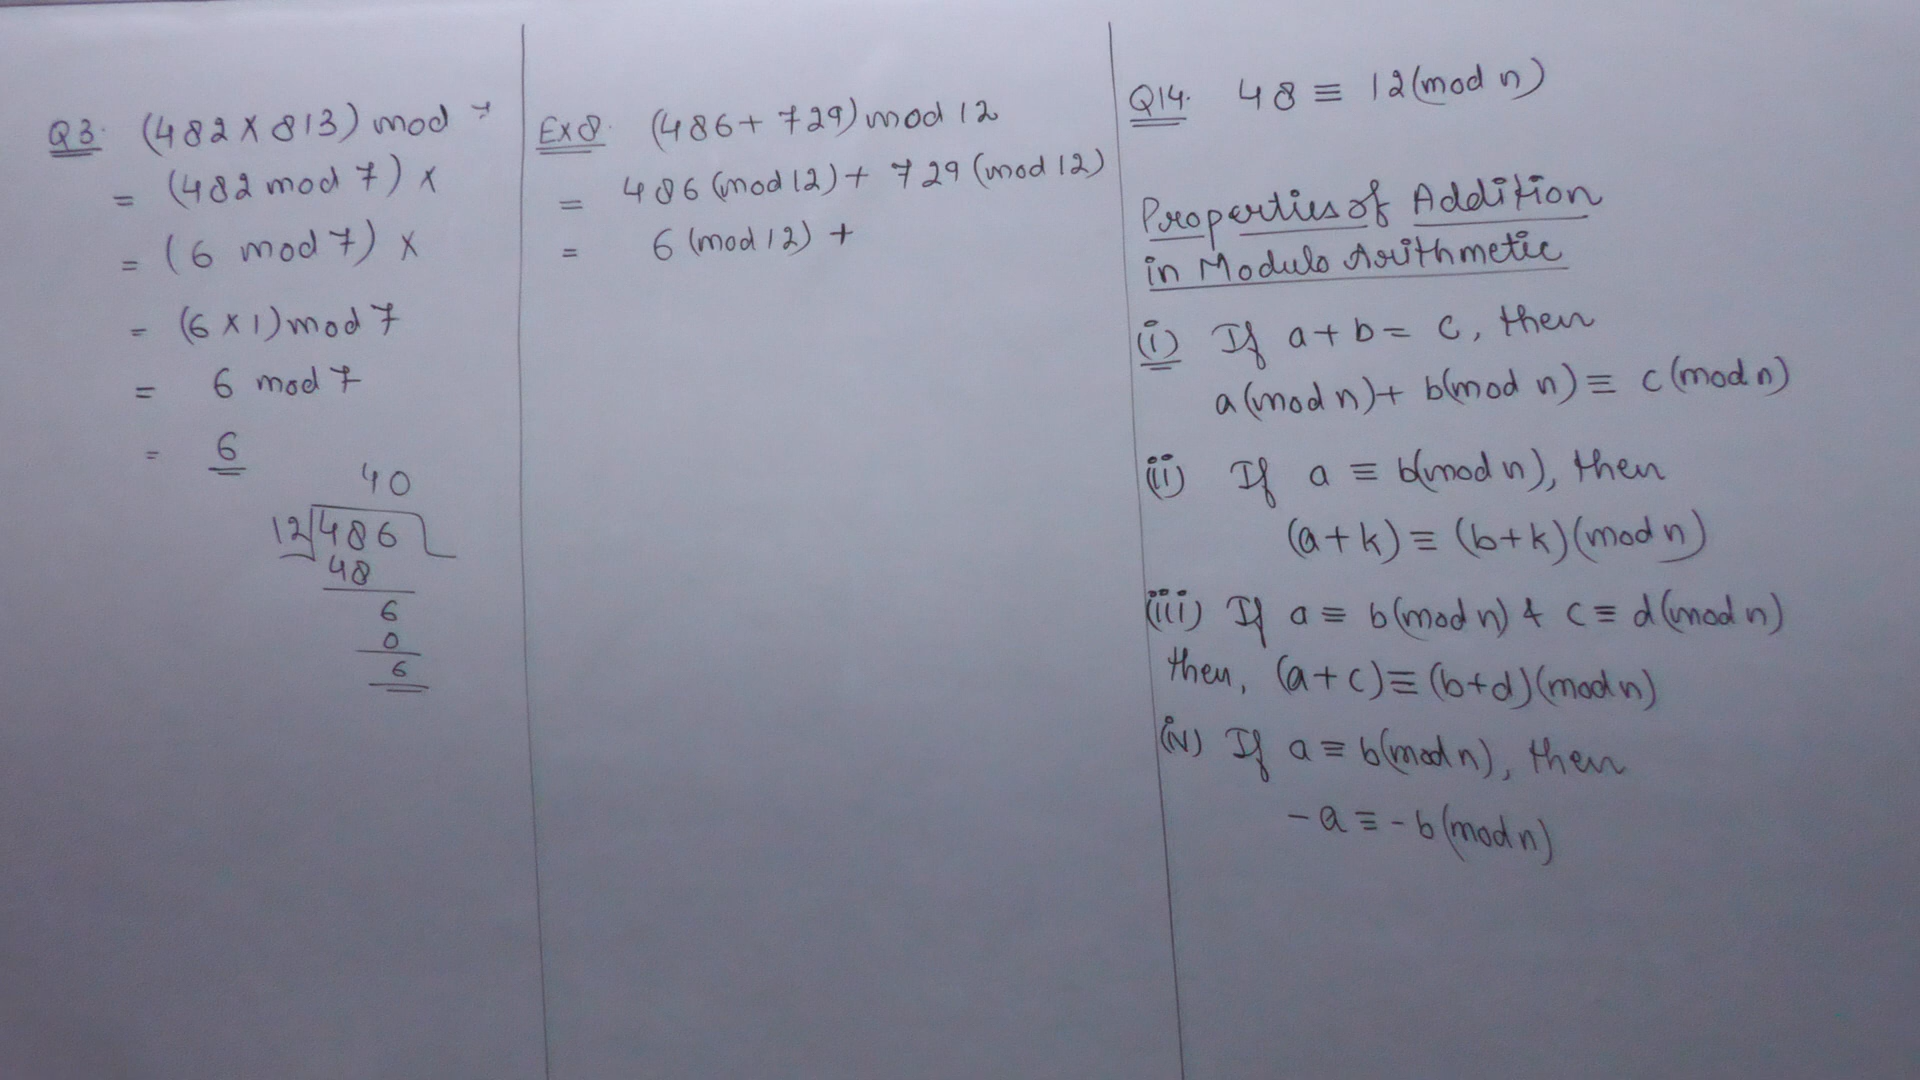 Q3. (482 × 813) mod 7
= (482 mod 7) ×
= (6 mod 7) ×
= (6 × 1) mod 7
= 6 mod 7
= 6
40
12 486
48
6
0
6
Ex8. (486 + 729) mod 12
= 486 (mod 12) + 729 (mod 12)
= 6 (mod 12) +
Q14. 48 ≡ 12 (mod n)
Properties of Addition
in Modulo Arithmetic
(i) If a + b = c, then
a (mod n) + b(mod n) ≡ c (mod n)
(ii) If a ≡ b(mod n), then
(a + k) ≡ (b + k) (mod n)
(iii) If a ≡ b (mod n) & c ≡ d (mod n)
then, (a + c) ≡ (b + d) (mod n)
(iv) If a ≡ b(mod n), then
- a ≡ - b (mod n)